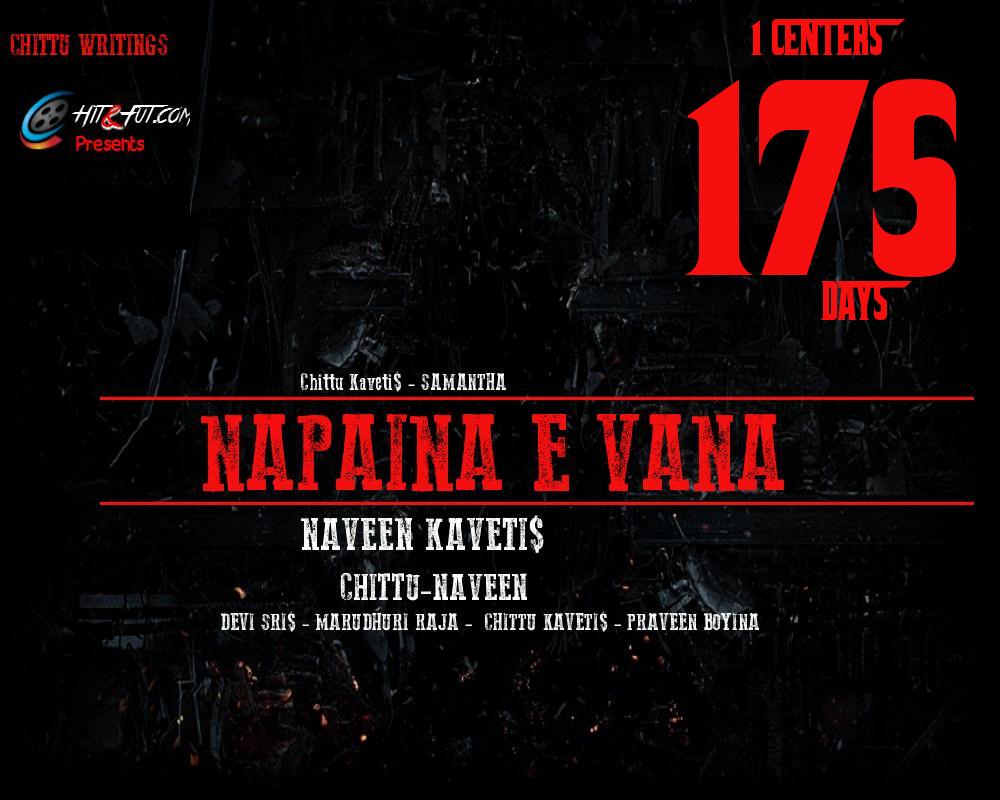 CHITTU WRITINGS
HIT&FUT.COM
Presents
1 CENTERS
175
DAYS
Chittu Kaveti$ - SAMANTHA
NAPAINA E VANA
NAVEEN KAVETI$
CHITTU-NAVEEN
DEVI SRI$ - MARUDHURI RAJA - CHITTU KAVETI$ - PRAVEEN BOYINA